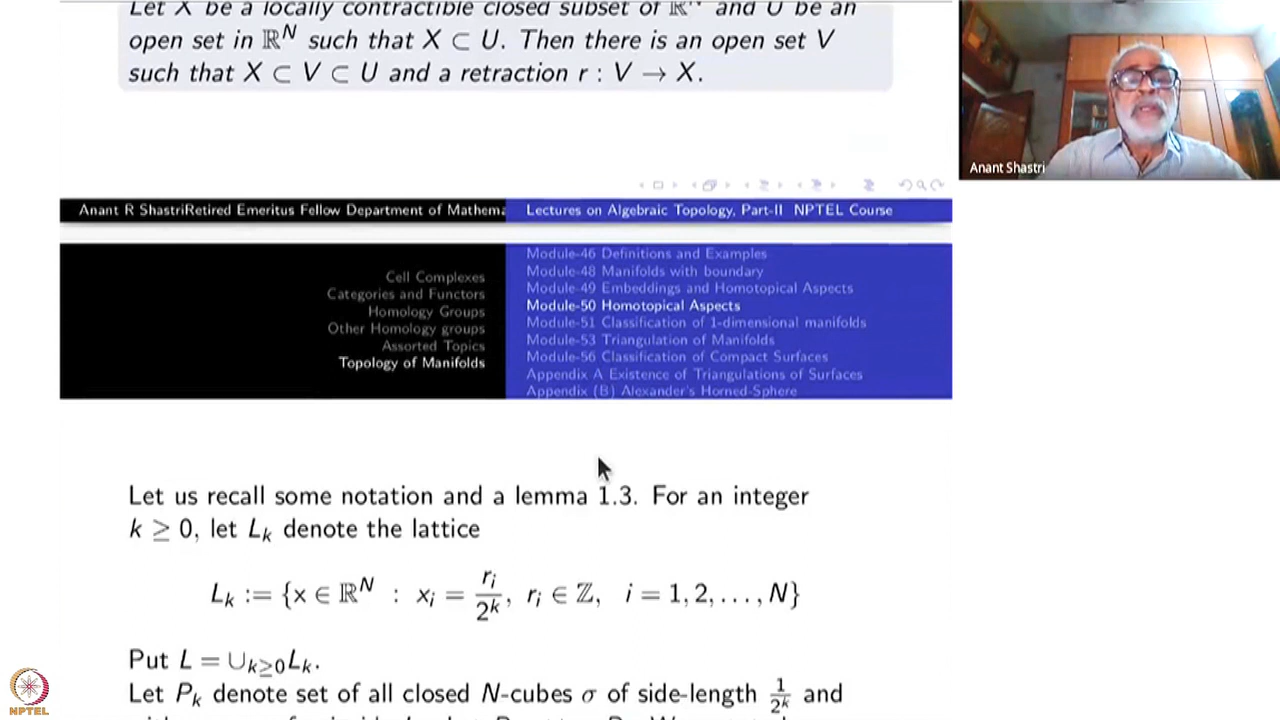 Let X be a locally contractible closed subset of ℝᴺ and U be an
open set in ℝᴺ such that X ⊂ U. Then there is an open set V
such that X ⊂ V ⊂ U and a retraction r : V → X.
Anant Shastri
Anant R ShastriRetired Emeritus Fellow Department of Mathema
Lectures on Algebraic Topology, Part-II NPTEL Course
Cell Complexes
Categories and Functors
Homology Groups
Other Homology groups
Assorted Topics
Topology of Manifolds
Module-46 Definitions and Examples
Module-48 Manifolds with boundary
Module-49 Embeddings and Homotopical Aspects
Module-50 Homotopical Aspects
Module-51 Classification of 1-dimensional manifolds
Module-53 Triangulation of Manifolds
Module-56 Classification of Compact Surfaces
Appendix A Existence of Triangulations of Surfaces
Appendix (B) Alexander's Horned-Sphere
Let us recall some notation and a lemma 1.3. For an integer
k ≥ 0, let Lₖ denote the lattice
Lₖ := {x ∈ ℝᴺ : xᵢ = rᵢ/2ᵏ, rᵢ ∈ ℤ, i = 1, 2, . . . , N}
Put L = ∪ₖ≥₀Lₖ.
Let Pₖ denote set of all closed N-cubes σ of side-length 1/2ᵏ and
NPTEL